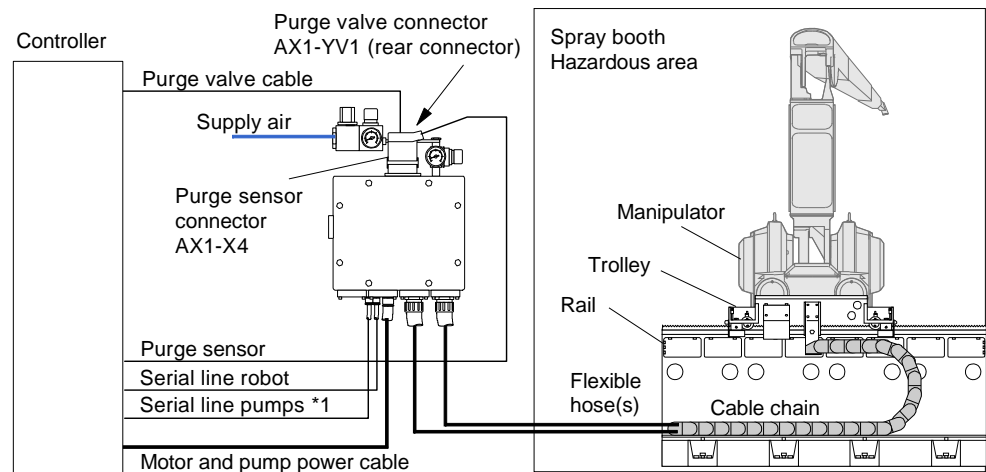 Controller
Purge valve connector
AX1-YV1 (rear connector)
Purge valve cable
Supply air
Purge sensor
connector
AX1-X4
Purge sensor
Serial line robot
Serial line pumps *1
Motor and pump power cable
Spray booth
Hazardous area
Manipulator
Trolley
Rail
Flexible
hose(s)
Cable chain